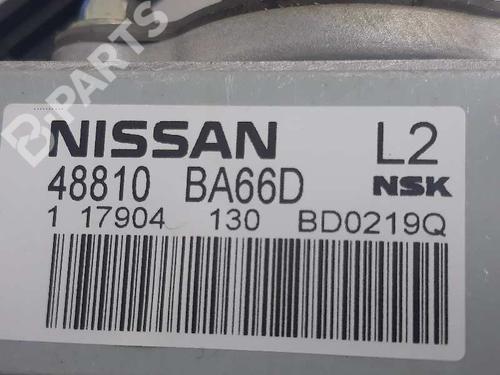 B-PARTS
NISSAN L2
48810 BA66D NSK
1 17904 130 BD0219Q